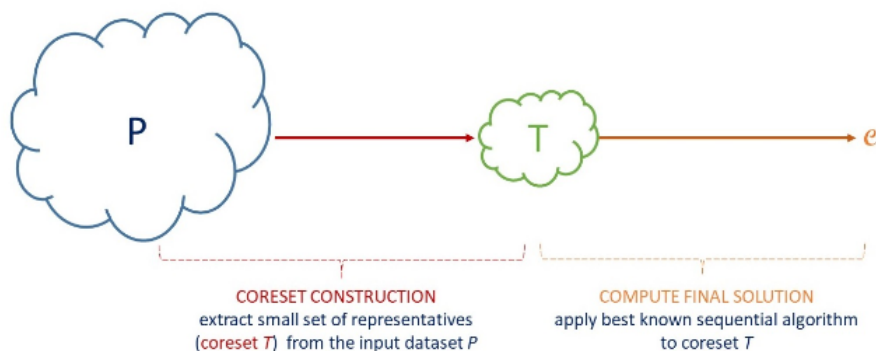 P
T
𝒞
CORESET CONSTRUCTION
extract small set of representatives
(coreset T) from the input dataset P
COMPUTE FINAL SOLUTION
apply best known sequential algorithm
to coreset T